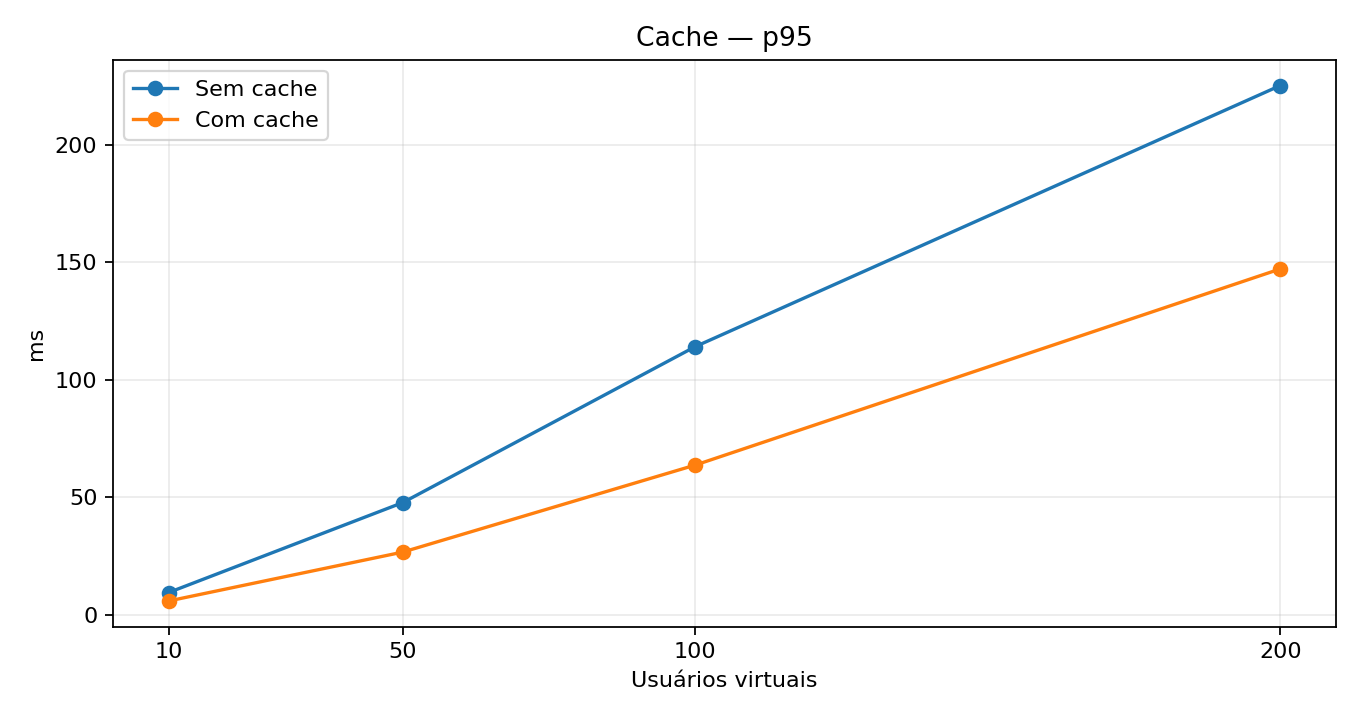 Cache — p95
Sem cache
Com cache
200
150
100
50
0
ms
10
50
100
200
Usuários virtuais